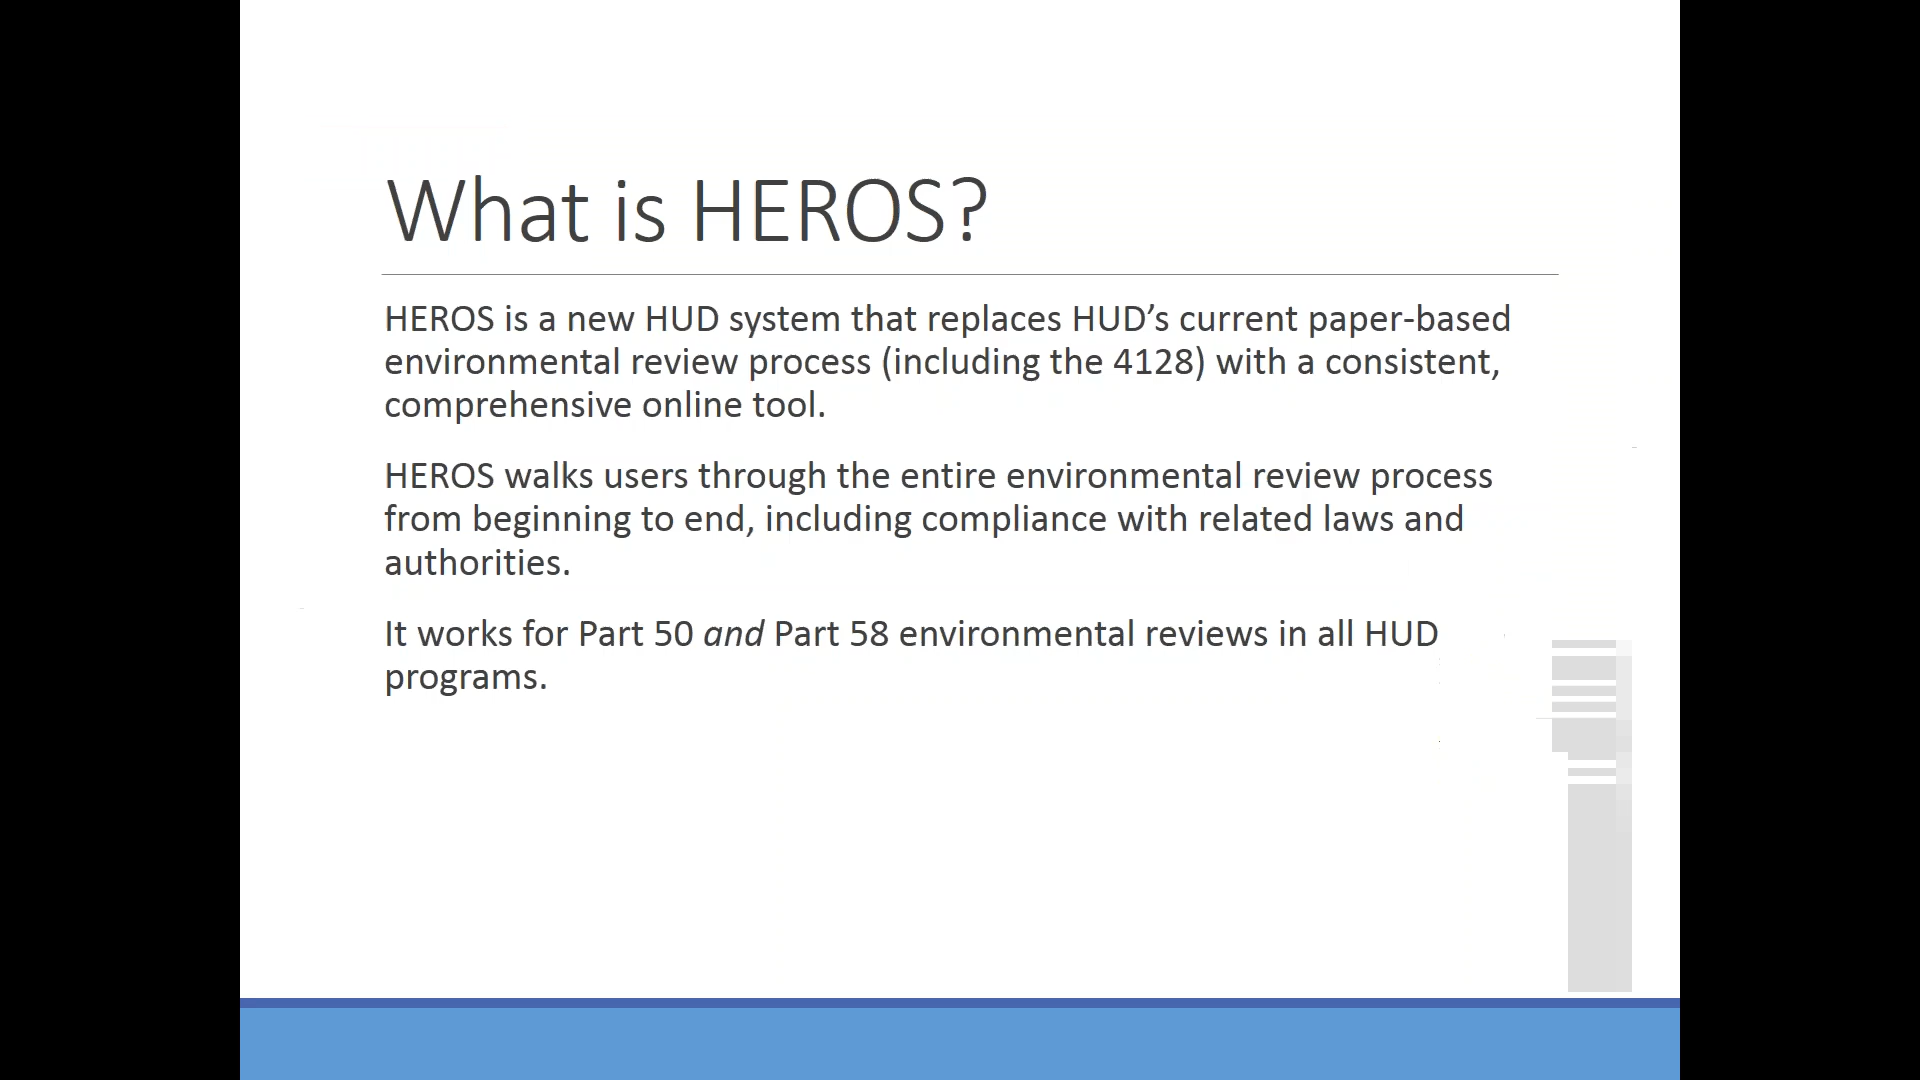 What is HEROS?
HEROS is a new HUD system that replaces HUD’s current paper-based
environmental review process (including the 4128) with a consistent,
comprehensive online tool.
HEROS walks users through the entire environmental review process
from beginning to end, including compliance with related laws and
authorities.
It works for Part 50 and Part 58 environmental reviews in all HUD
programs.